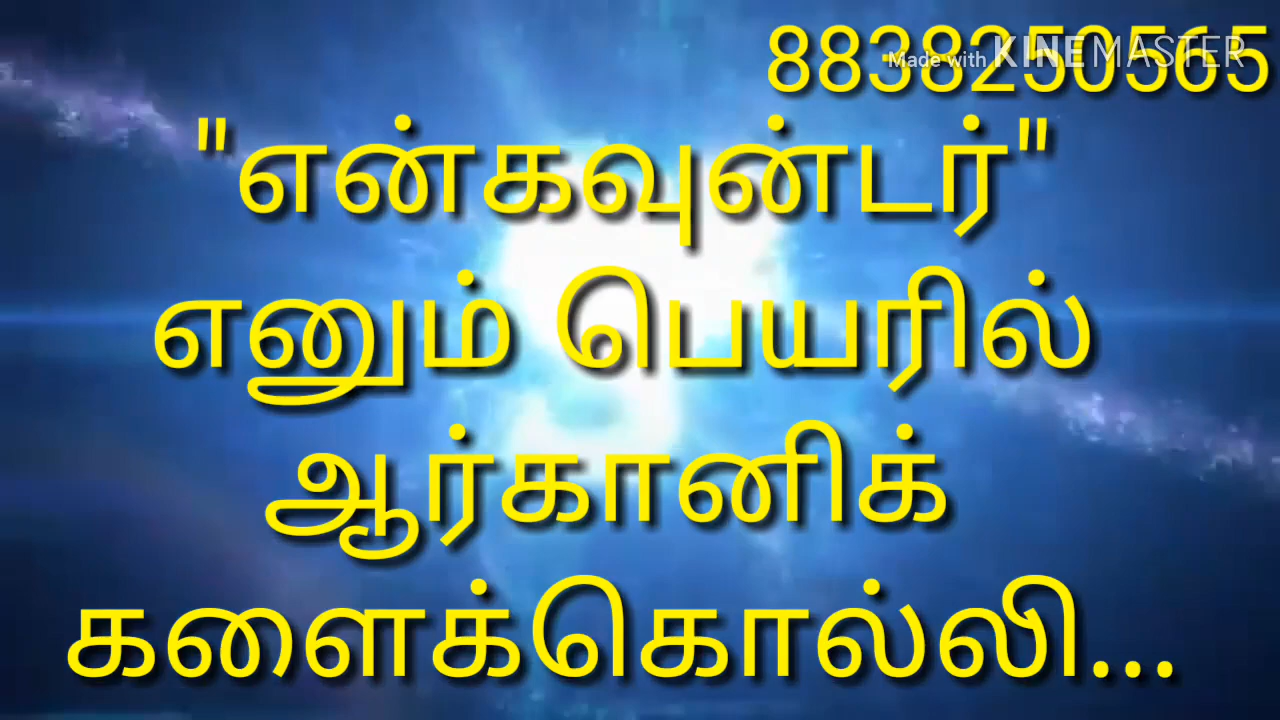 8838250565
Made with KINEMASTER
"என்கவுன்டர்"
எனும் பெயரில்
ஆர்கானிக்
களைக்கொல்லி...